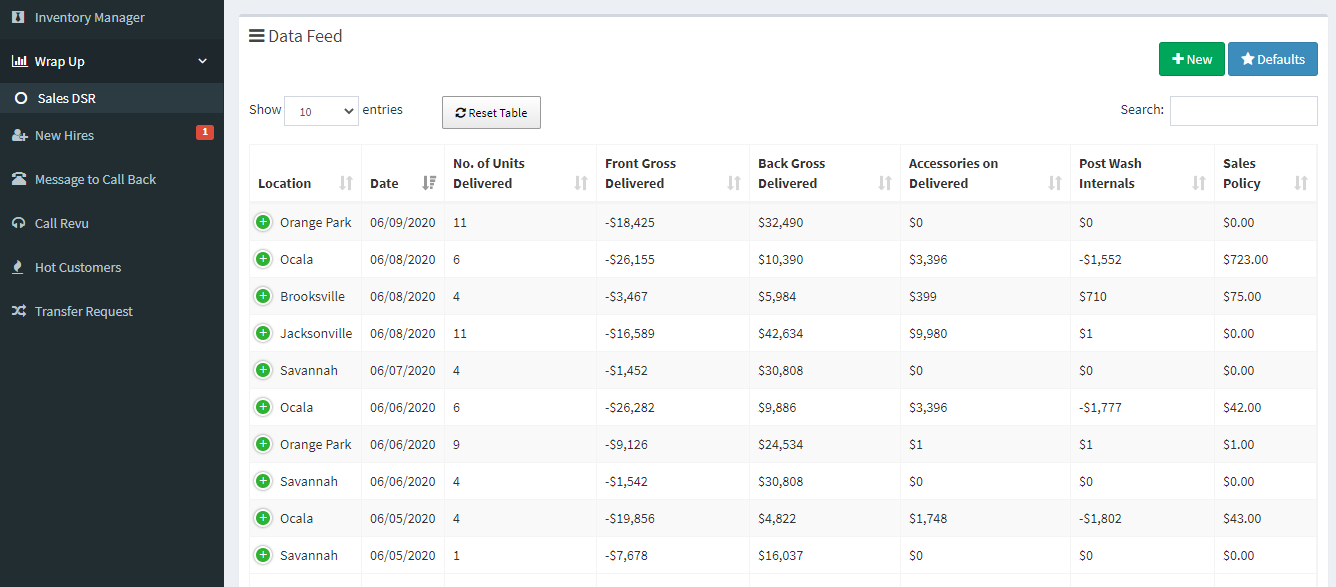 Inventory Manager
Wrap Up
Sales DSR
New Hires 1
Message to Call Back
Call Revu
Hot Customers
Transfer Request
Data Feed
New Defaults
Show 10 entries Reset Table Search:
Location Date No. of Units Delivered Front Gross Delivered Back Gross Delivered Accessories on Delivered Post Wash Internals Sales Policy
Orange Park 06/09/2020 11 -$18,425 $32,490 $0 $0 $0.00
Ocala 06/08/2020 6 -$26,155 $10,390 $3,396 -$1,552 $723.00
Brooksville 06/08/2020 4 -$3,467 $5,984 $399 $710 $75.00
Jacksonville 06/08/2020 11 -$16,589 $42,634 $9,980 $1 $0.00
Savannah 06/07/2020 4 -$1,452 $30,808 $0 $0 $0.00
Ocala 06/06/2020 6 -$26,282 $9,886 $3,396 -$1,777 $42.00
Orange Park 06/06/2020 9 -$9,126 $24,534 $1 $1 $1.00
Savannah 06/06/2020 4 -$1,542 $30,808 $0 $0 $0.00
Ocala 06/05/2020 4 -$19,856 $4,822 $1,748 -$1,802 $43.00
Savannah 06/05/2020 1 -$7,678 $16,037 $0 $0 $0.00